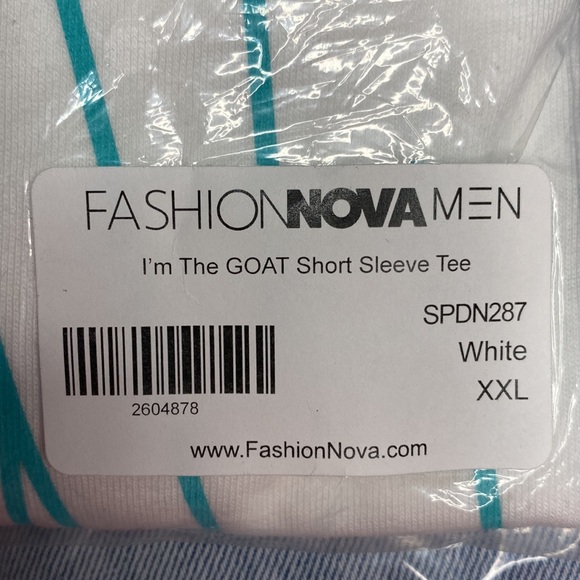 FASHIONNOVAMEN
I'm The GOAT Short Sleeve Tee
SPDN287
White
XXL
2604878
www.FashionNova.com